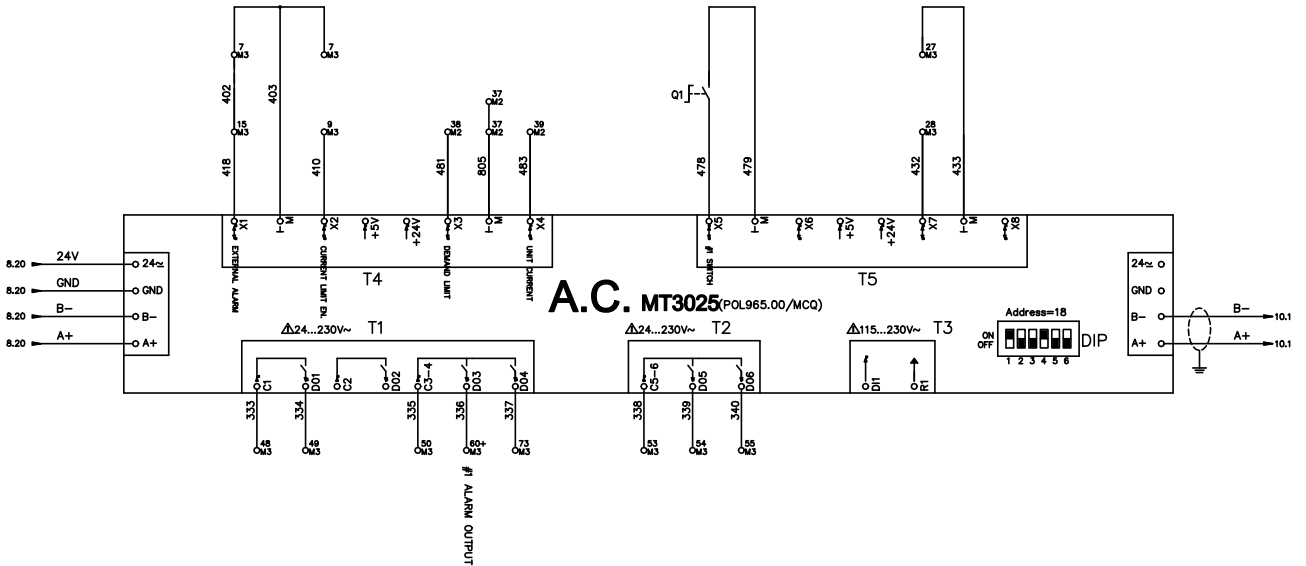 7
M3
7
M3
27
M3
402
403
Q1
37
M2
15
M3
9
M3
38
M2
37
M2
39
M2
28
M3
418
410
481
805
483
478
479
432
433
X1
M
X2
+5V
+24V
X3
M
X4
X5
M
X6
+5V
+24V
X7
M
X8
EXTERNAL ALARM
CURRENT LIMIT EN.
DEMAND LIMIT
UNIT CURRENT
#1 SWITCH
T4
T5
8.20 24V 24≃
8.20 GND GND
8.20 B− B−
8.20 A+ A+
A.C. MT3025(POL965.00/MCQ)
24≃
GND
B− B− 10.1
A+ A+ 10.1
Address=18
ON
OFF
DIP
1 2 3 4 5 6
⚠24...230V~ T1
⚠24...230V~ T2
⚠115...230V~ T3
C1
DO1
C2
DO2
C3-4
DO3
DO4
C5-6
DO5
DO6
DI1
R1
333
334
335
336
337
338
339
340
48
M3
49
M3
50
M3
60+
M3
73
M3
53
M3
54
M3
55
M3
#1 ALARM OUTPUT